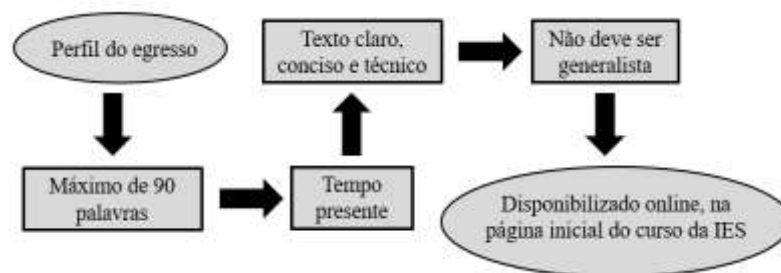 Perfil do egresso
Máximo de 90
palavras
Tempo
presente
Texto claro,
conciso e técnico
Não deve ser
generalista
Disponibilizado online, na
página inicial do curso da IES